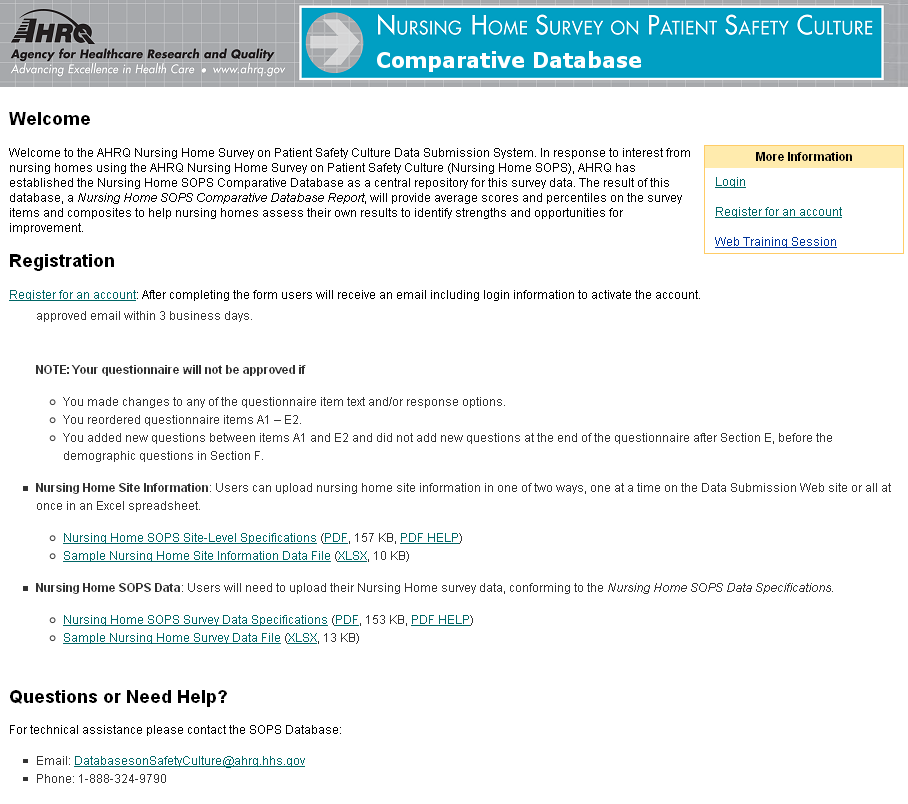 AHRQ
Agency for Healthcare Research and Quality
Advancing Excellence in Health Care • www.ahrq.gov
NURSING HOME SURVEY ON PATIENT SAFETY CULTURE
Comparative Database
Welcome
Welcome to the AHRQ Nursing Home Survey on Patient Safety Culture Data Submission System. In response to interest from
nursing homes using the AHRQ Nursing Home Survey on Patient Safety Culture (Nursing Home SOPS), AHRQ has
established the Nursing Home SOPS Comparative Database as a central repository for this survey data. The result of this
database, a Nursing Home SOPS Comparative Database Report, will provide average scores and percentiles on the survey
items and composites to help nursing homes assess their own results to identify strengths and opportunities for
improvement.
More Information
Login
Register for an account
Web Training Session
Registration
Register for an account: After completing the form users will receive an email including login information to activate the account.
approved email within 3 business days.
NOTE: Your questionnaire will not be approved if
You made changes to any of the questionnaire item text and/or response options.
You reordered questionnaire items A1 – E2.
You added new questions between items A1 and E2 and did not add new questions at the end of the questionnaire after Section E, before the
demographic questions in Section F.
Nursing Home Site Information: Users can upload nursing home site information in one of two ways, one at a time on the Data Submission Web site or all at
once in an Excel spreadsheet.
Nursing Home SOPS Site-Level Specifications (PDF, 157 KB, PDF HELP)
Sample Nursing Home Site Information Data File (XLSX, 10 KB)
Nursing Home SOPS Data: Users will need to upload their Nursing Home survey data, conforming to the Nursing Home SOPS Data Specifications.
Nursing Home SOPS Survey Data Specifications (PDF, 153 KB, PDF HELP)
Sample Nursing Home Survey Data File (XLSX, 13 KB)
Questions or Need Help?
For technical assistance please contact the SOPS Database:
Email: DatabasesonSafetyCulture@ahrq.hhs.gov
Phone: 1-888-324-9790